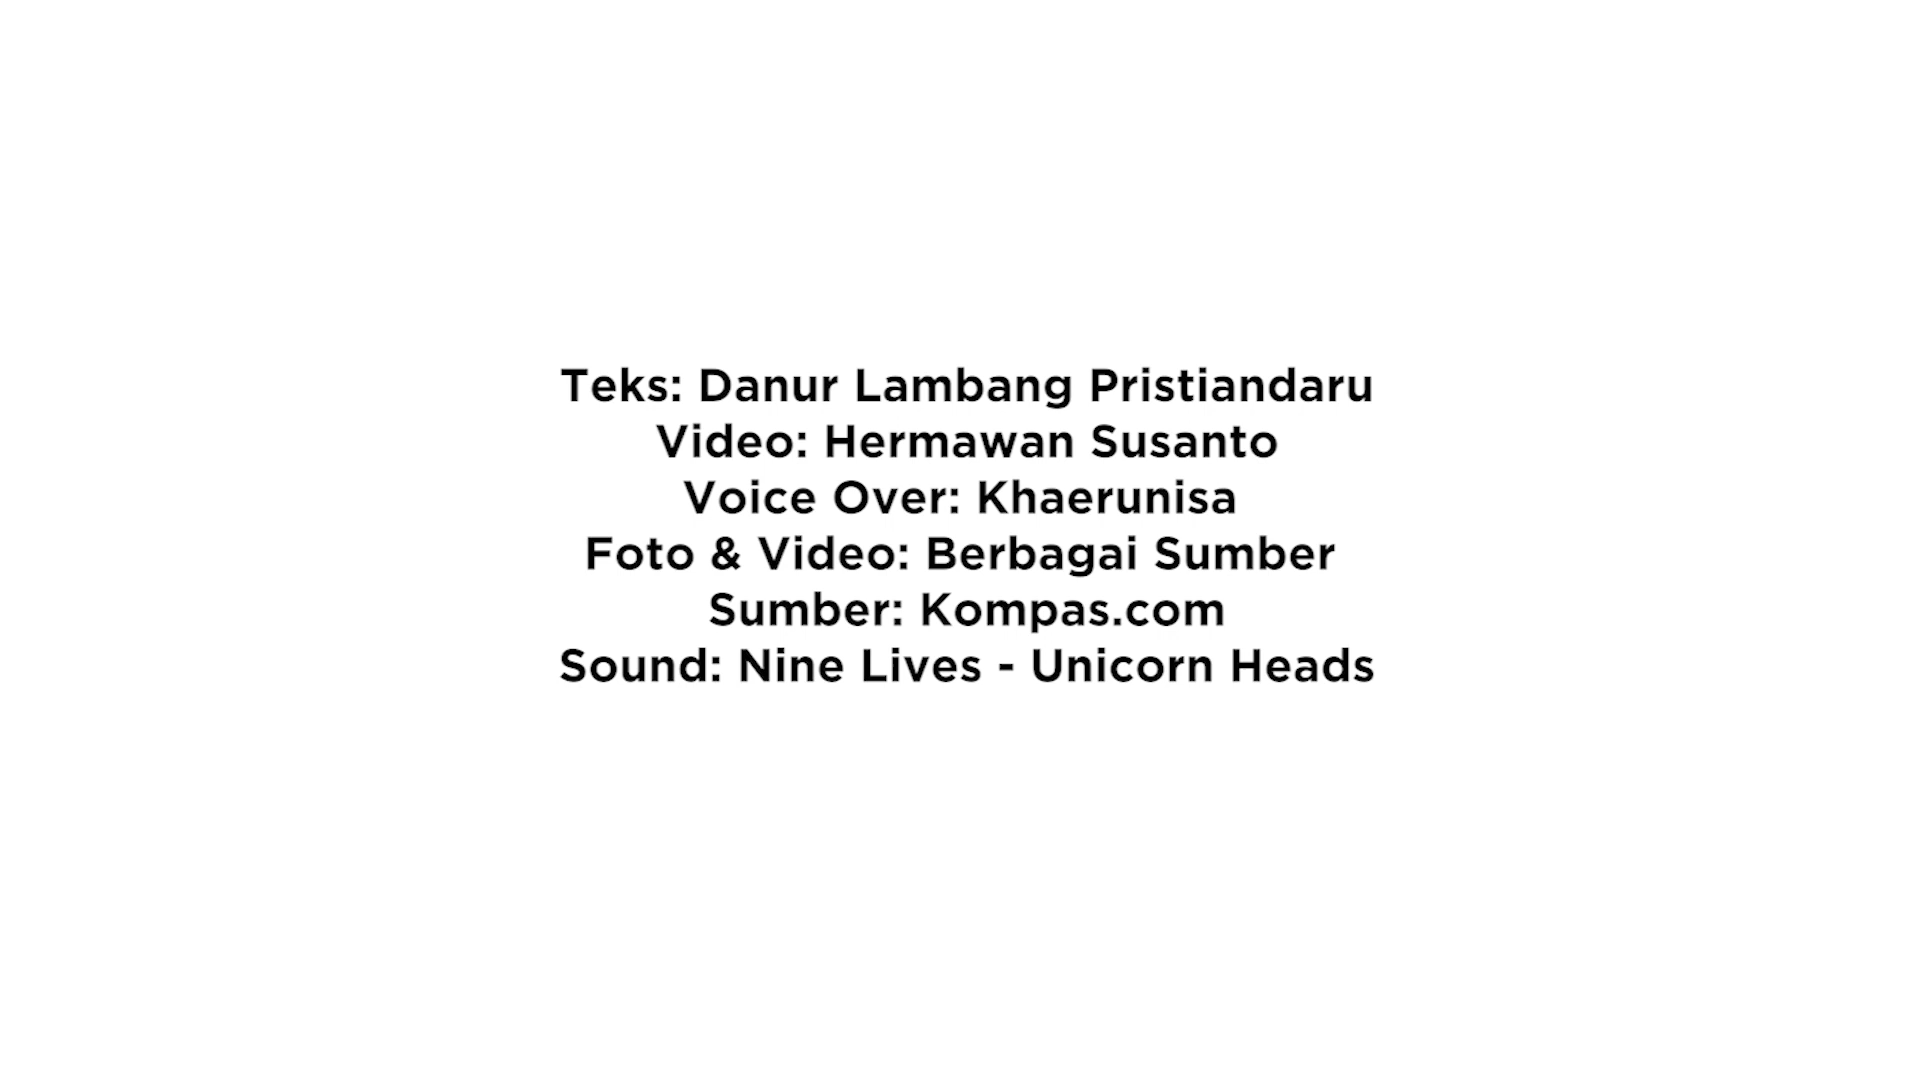 Teks: Danur Lambang Pristiandaru
Video: Hermawan Susanto
Voice Over: Khaerunisa
Foto & Video: Berbagai Sumber
Sumber: Kompas.com
Sound: Nine Lives - Unicorn Heads